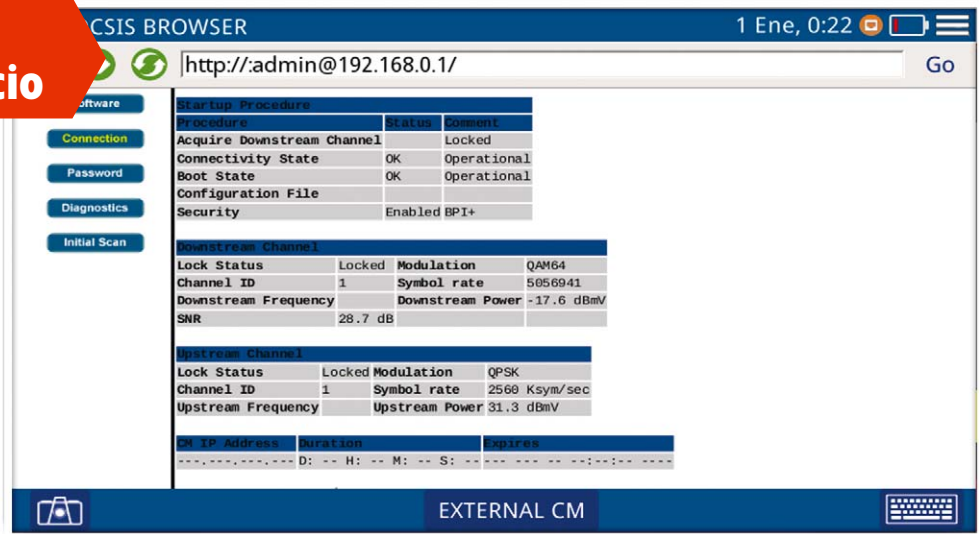 CSIS BROWSER 1 Ene, 0:22
cio
http://:admin@192.168.0.1/ Go
oftware
Connection
Password
Diagnostics
Initial Scan
Startup Procedure
Procedure Status Comment
Acquire Downstream Channel Locked
Connectivity State OK Operational
Boot State OK Operational
Configuration File
Security Enabled BPI+
Downstream Channel
Lock Status Locked Modulation QAM64
Channel ID 1 Symbol rate 5056941
Downstream Frequency Downstream Power -17.6 dBmV
SNR 28.7 dB
Upstream Channel
Lock Status Locked Modulation QPSK
Channel ID 1 Symbol rate 2560 Ksym/sec
Upstream Frequency Upstream Power 31.3 dBmV
CM IP Address Duration Expires
---.---.---.--- D: -- H: -- M: -- S: -- --- --- -- --:--:-- ----
EXTERNAL CM